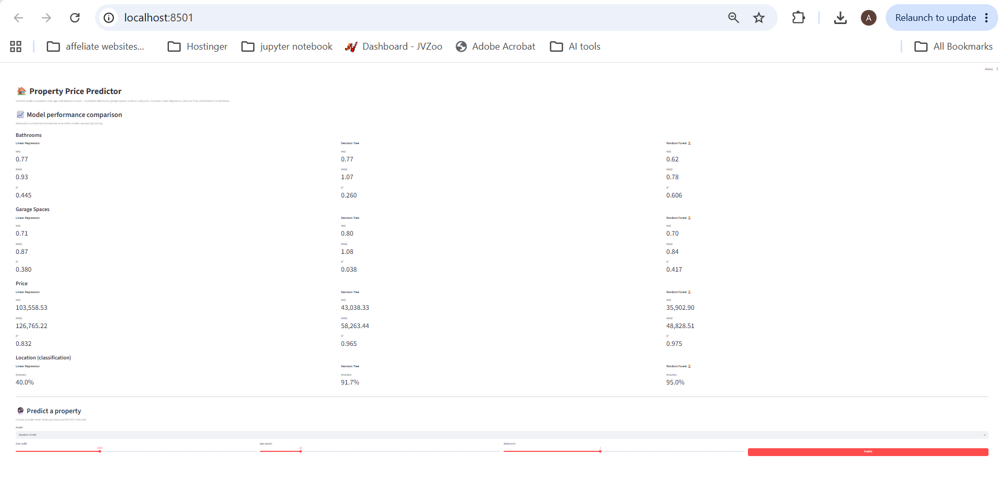 localhost:8501
A
Relaunch to update
affeliate websites...
Hostinger
jupyter notebook
Dashboard - JVZoo
Adobe Acrobat
AI tools
All Bookmarks
Deploy
Property Price Predictor
Give the model a property's size, age, and bedroom count — it predicts bathrooms, garage spaces, location, and price. Compare Linear Regression, Decision Tree, and Random Forest below.
Model performance comparison
Measured on a held-out 20% test set none of the models saw during training.
Bathrooms
Linear Regression Decision Tree Random Forest
MAE MAE MAE
0.77 0.77 0.62
RMSE RMSE RMSE
0.93 1.07 0.78
R² R² R²
0.445 0.260 0.606
Garage Spaces
Linear Regression Decision Tree Random Forest
MAE MAE MAE
0.71 0.80 0.70
RMSE RMSE RMSE
0.87 1.08 0.84
R² R² R²
0.380 0.038 0.417
Price
Linear Regression Decision Tree Random Forest
MAE MAE MAE
103,558.53 43,038.33 35,902.90
RMSE RMSE RMSE
126,765.22 58,263.44 48,828.51
R² R² R²
0.832 0.965 0.975
Location (classification)
Linear Regression Decision Tree Random Forest
Accuracy Accuracy Accuracy
40.0% 91.7% 95.0%
Predict a property
Choose a model, enter what you know, and let it fill in the rest.
Model
Random Forest
Size (sqft) Age (years) Bedrooms
2000 10 3
Predict